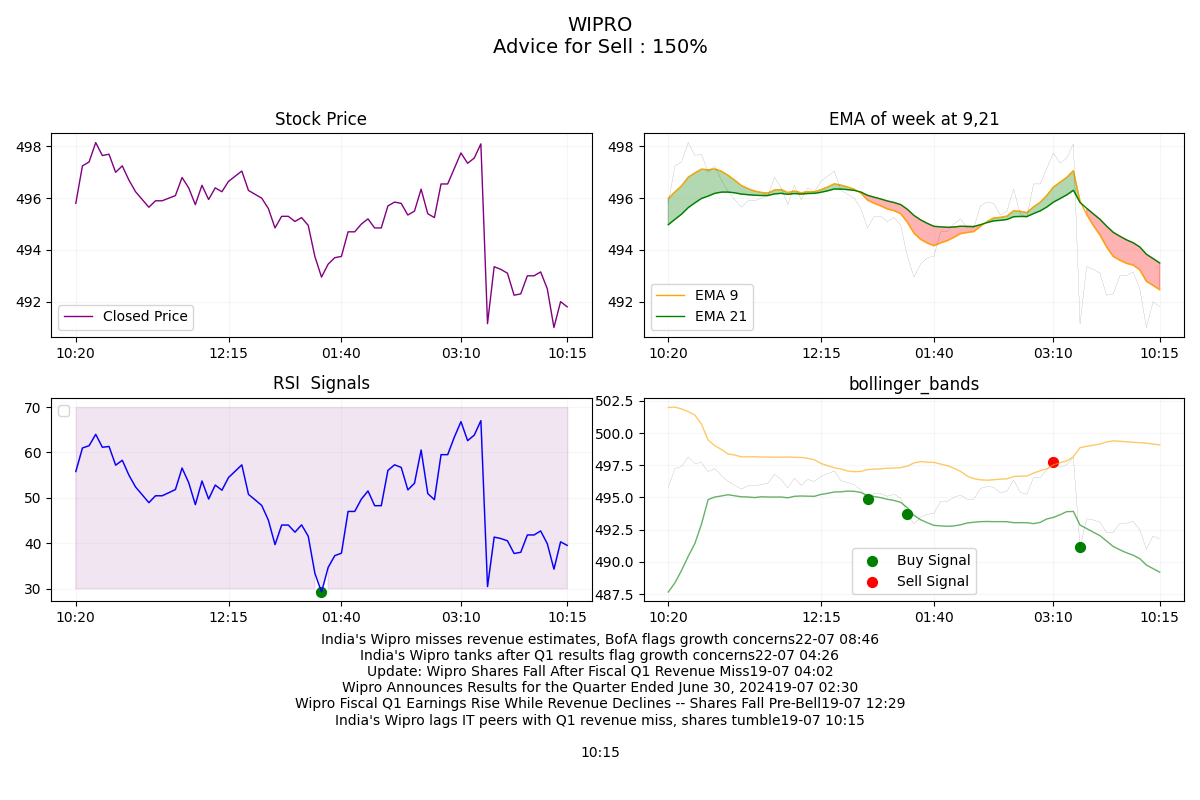 WIPRO
Advice for Sell : 150%
Stock Price
498
496
494
492
Closed Price
10:20
12:15
01:40
03:10
10:15
EMA of week at 9,21
498
496
494
492
EMA 9
EMA 21
10:20
12:15
01:40
03:10
10:15
RSI  Signals
70
60
50
40
30
10:20
12:15
01:40
03:10
10:15
bollinger_bands
502.5
500.0
497.5
495.0
492.5
490.0
487.5
Buy Signal
Sell Signal
10:20
12:15
01:40
03:10
10:15
India's Wipro misses revenue estimates, BofA flags growth concerns22-07 08:46
India's Wipro tanks after Q1 results flag growth concerns22-07 04:26
Update: Wipro Shares Fall After Fiscal Q1 Revenue Miss19-07 04:02
Wipro Announces Results for the Quarter Ended June 30, 202419-07 02:30
Wipro Fiscal Q1 Earnings Rise While Revenue Declines -- Shares Fall Pre-Bell19-07 12:29
India's Wipro lags IT peers with Q1 revenue miss, shares tumble19-07 10:15
10:15